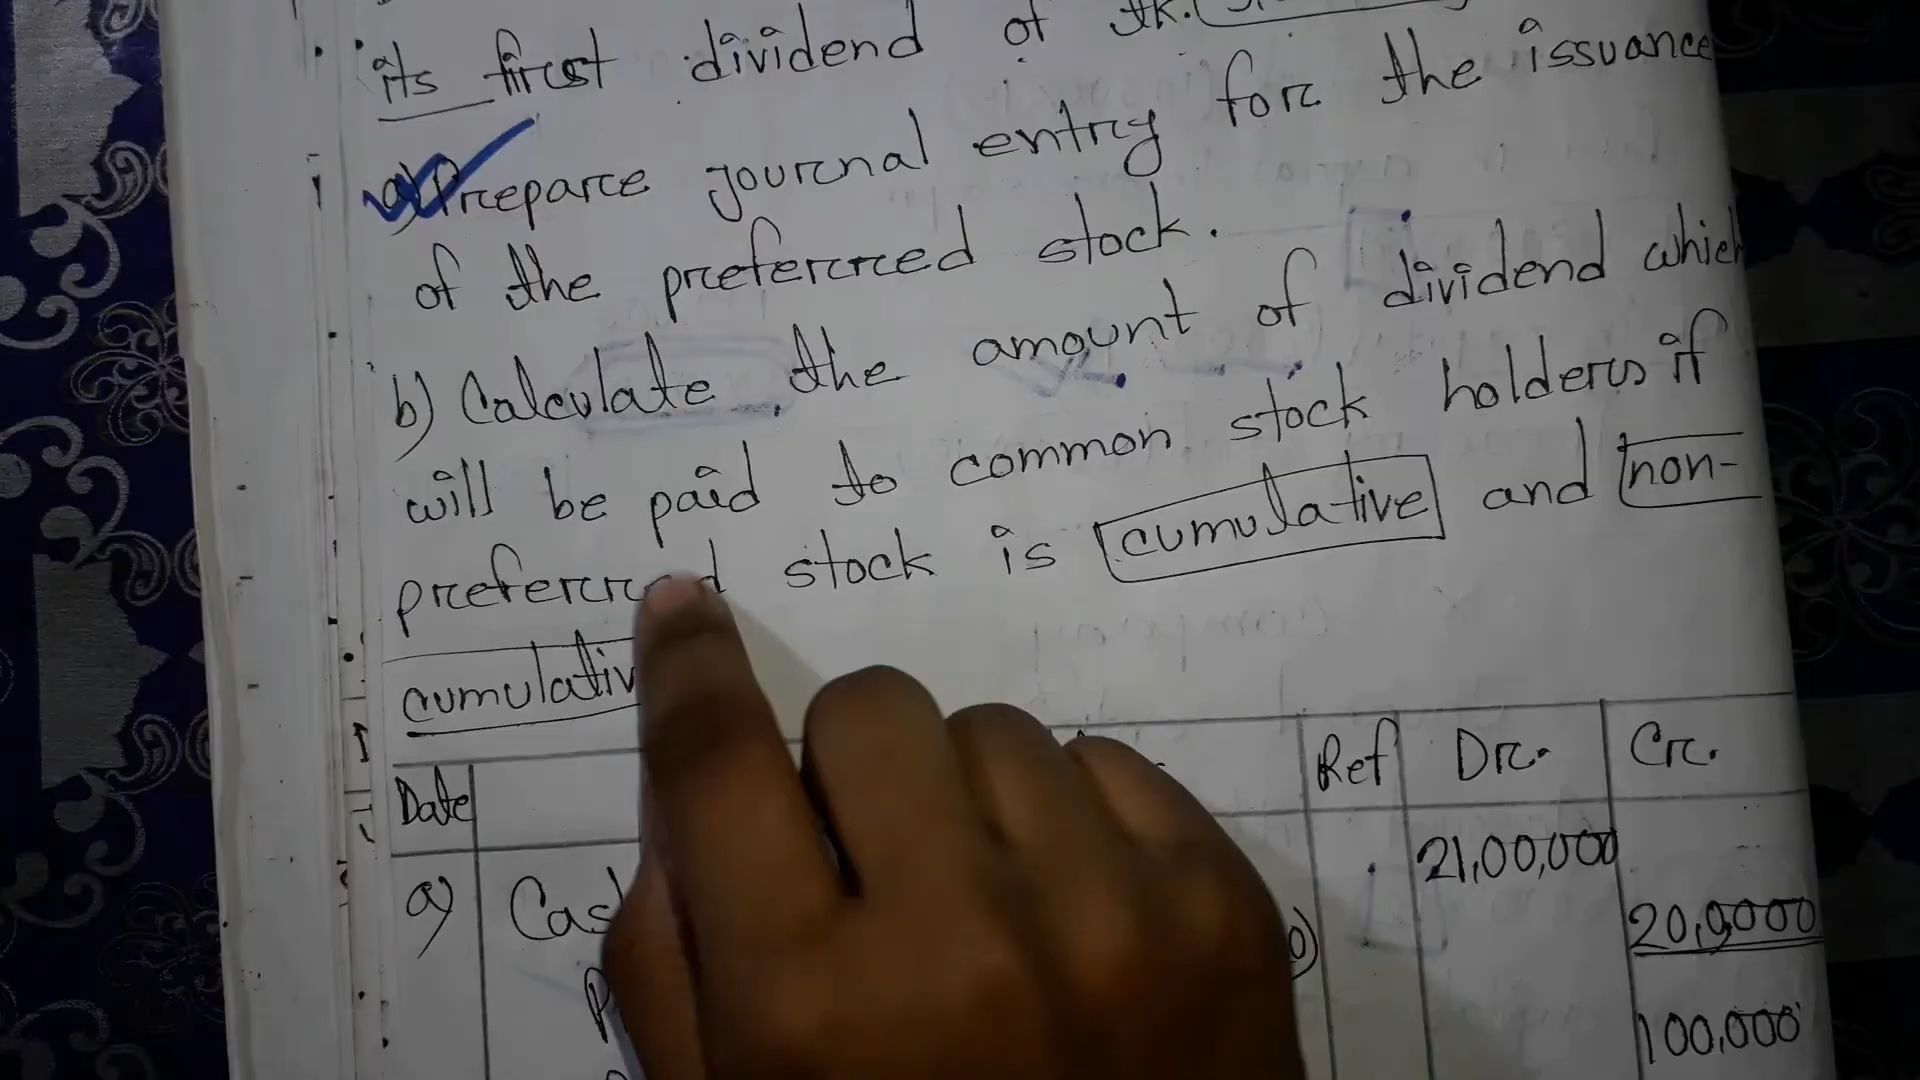 its first dividend of tk.
a) Prepare journal entry for the issuance
of the preferred stock.
b) Calculate the amount of dividend which
will be paid to common stock holders if
preferred stock is cumulative and non-
cumulativ
Date Ref Dr. Cr.
a) Cas 21,00,000
20,0000
100,000